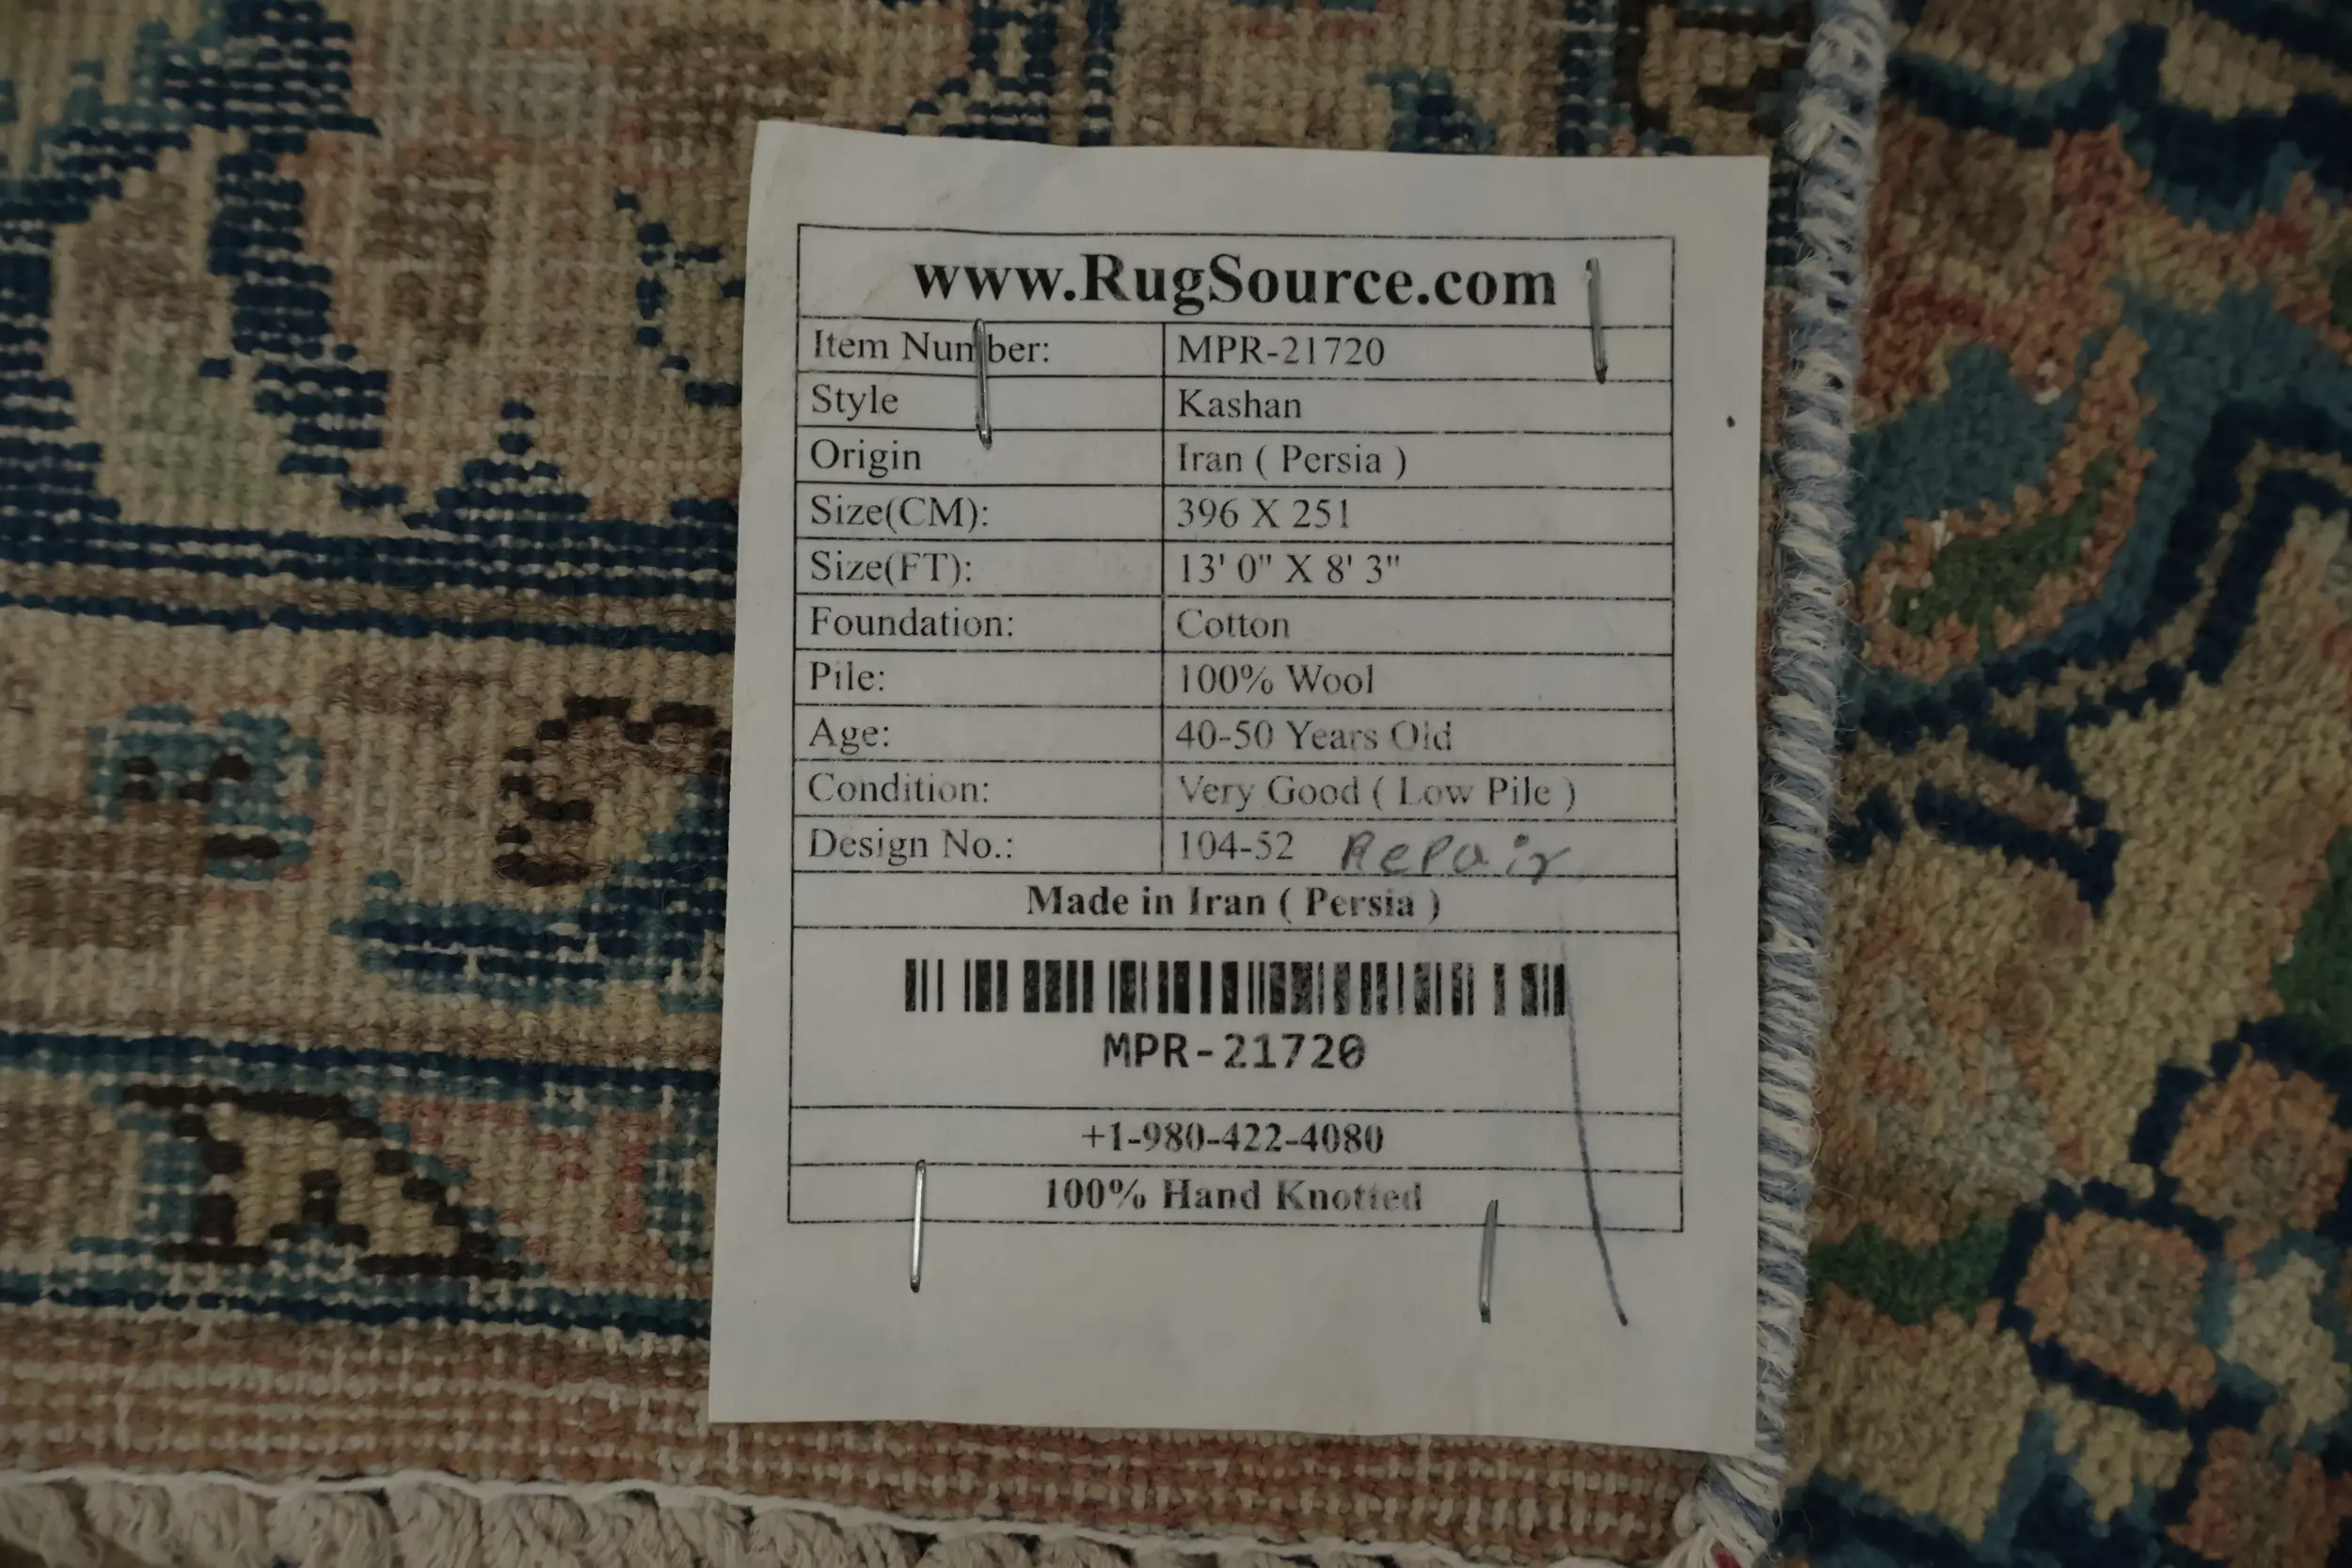 www.RugSource.com
Item Number: MPR-21720
Style Kashan
Origin Iran ( Persia )
Size(CM): 396 X 251
Size(FT): 13' 0" X 8' 3"
Foundation: Cotton
Pile: 100% Wool
Age: 40-50 Years Old
Condition: Very Good ( Low Pile )
Design No.: 104-52 Repair
Made in Iran ( Persia )
MPR-21720
+1-980-422-4080
100% Hand Knotted